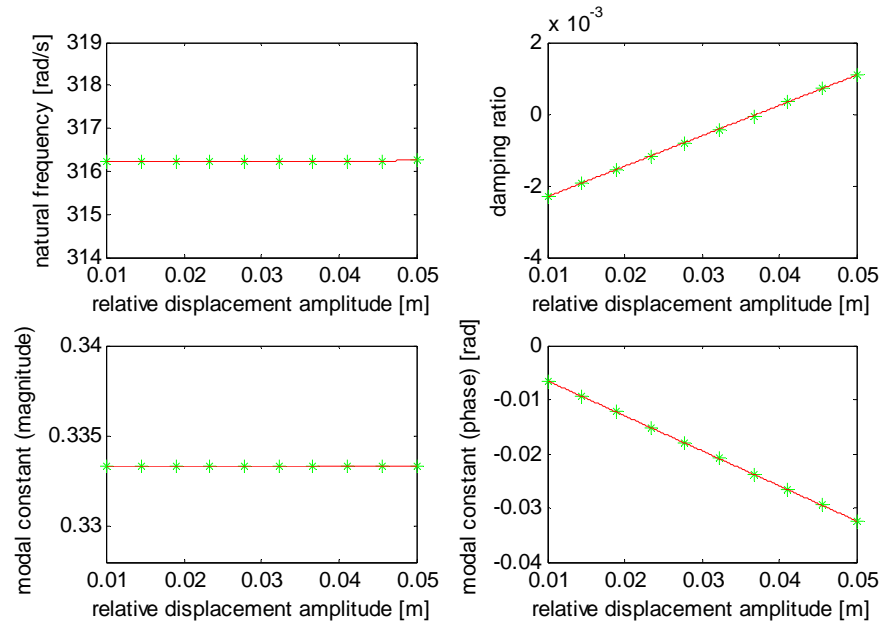 natural frequency [rad/s]
319
318
317
316
315
314
0.01 0.02 0.03 0.04 0.05
relative displacement amplitude [m]
x 10^-3
damping ratio
2
0
-2
-4
0.01 0.02 0.03 0.04 0.05
relative displacement amplitude [m]
modal constant (magnitude)
0.34
0.335
0.33
0.01 0.02 0.03 0.04 0.05
relative displacement amplitude [m]
modal constant (phase) [rad]
0
-0.01
-0.02
-0.03
-0.04
0.01 0.02 0.03 0.04 0.05
relative displacement amplitude [m]